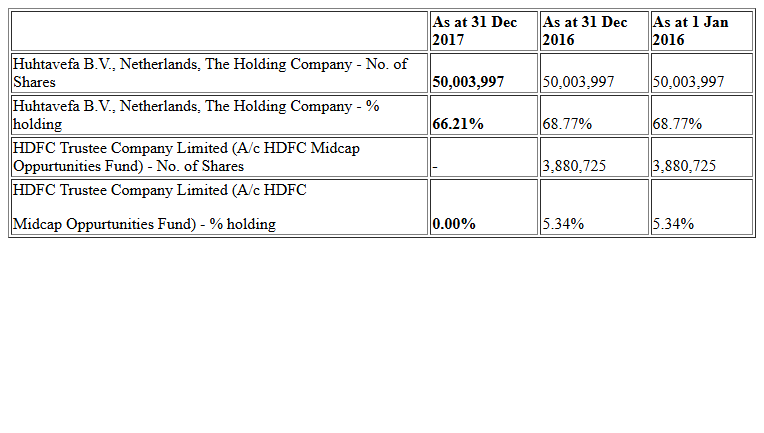 As at 31 Dec 2017 As at 31 Dec 2016 As at 1 Jan 2016
Huhtavefa B.V., Netherlands, The Holding Company - No. of
Shares 50,003,997 50,003,997 50,003,997
Huhtavefa B.V., Netherlands, The Holding Company - %
holding 66.21% 68.77% 68.77%
HDFC Trustee Company Limited (A/c HDFC Midcap
Oppurtunities Fund) - No. of Shares - 3,880,725 3,880,725
HDFC Trustee Company Limited (A/c HDFC
Midcap Oppurtunities Fund) - % holding 0.00% 5.34% 5.34%